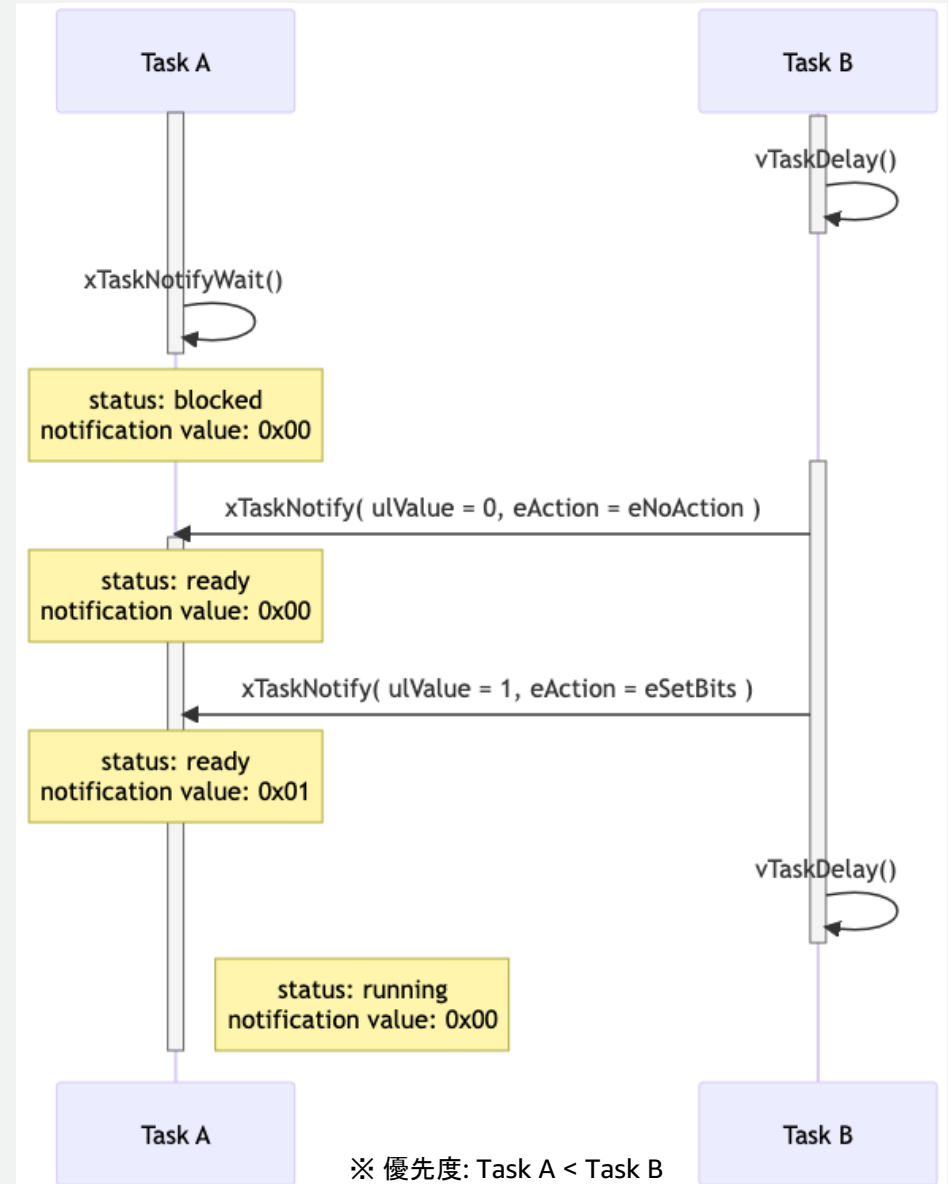 Task A
Task B
vTaskDelay()
xTaskNotifyWait()
status: blocked
notification value: 0x00
xTaskNotify( ulValue = 0, eAction = eNoAction )
status: ready
notification value: 0x00
xTaskNotify( ulValue = 1, eAction = eSetBits )
status: ready
notification value: 0x01
vTaskDelay()
status: running
notification value: 0x00
Task A
Task B
※ 優先度: Task A < Task B